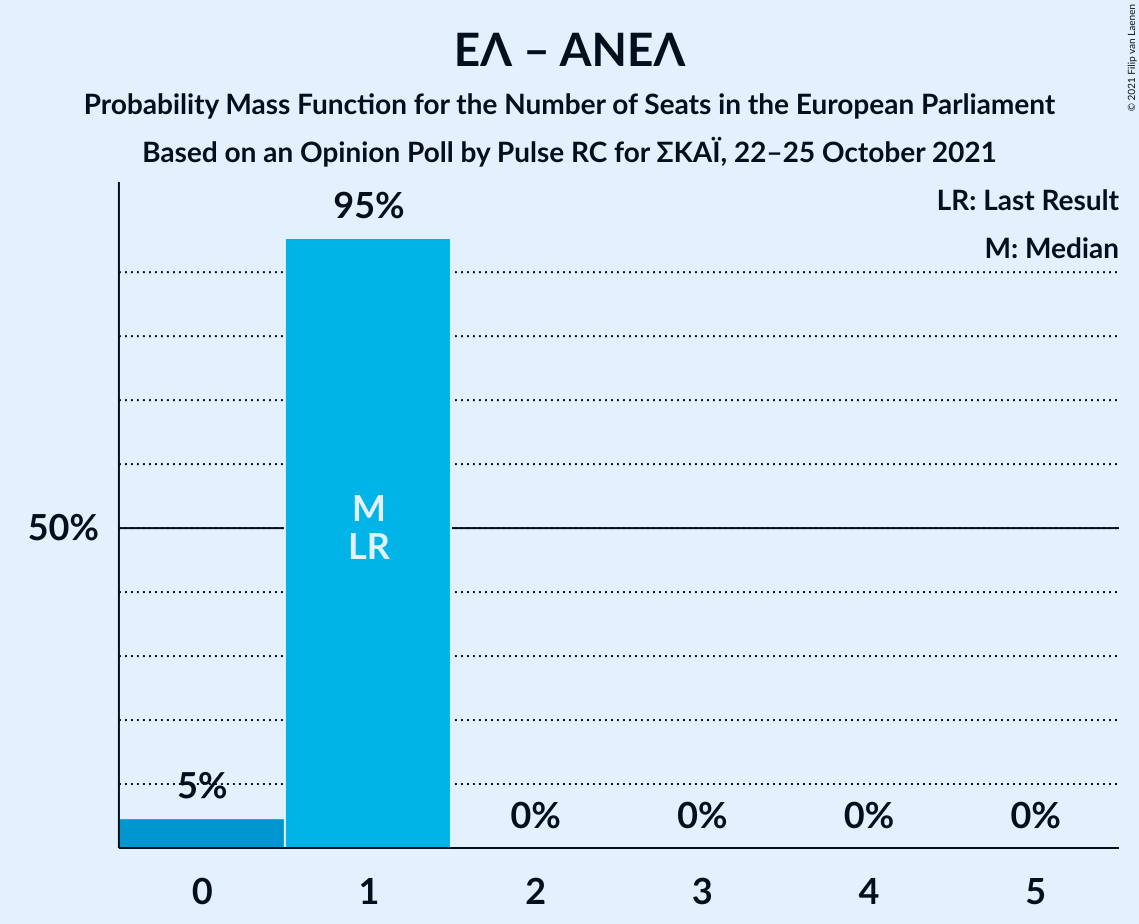 ΕΛ – ΑΝΕΛ
Probability Mass Function for the Number of Seats in the European Parliament
Based on an Opinion Poll by Pulse RC for ΣΚΑΪ, 22–25 October 2021
© 2021 Filip van Laenen
LR: Last Result
M: Median
95%
M
LR
50%
5%
0%
0%
0%
0%
0
1
2
3
4
5